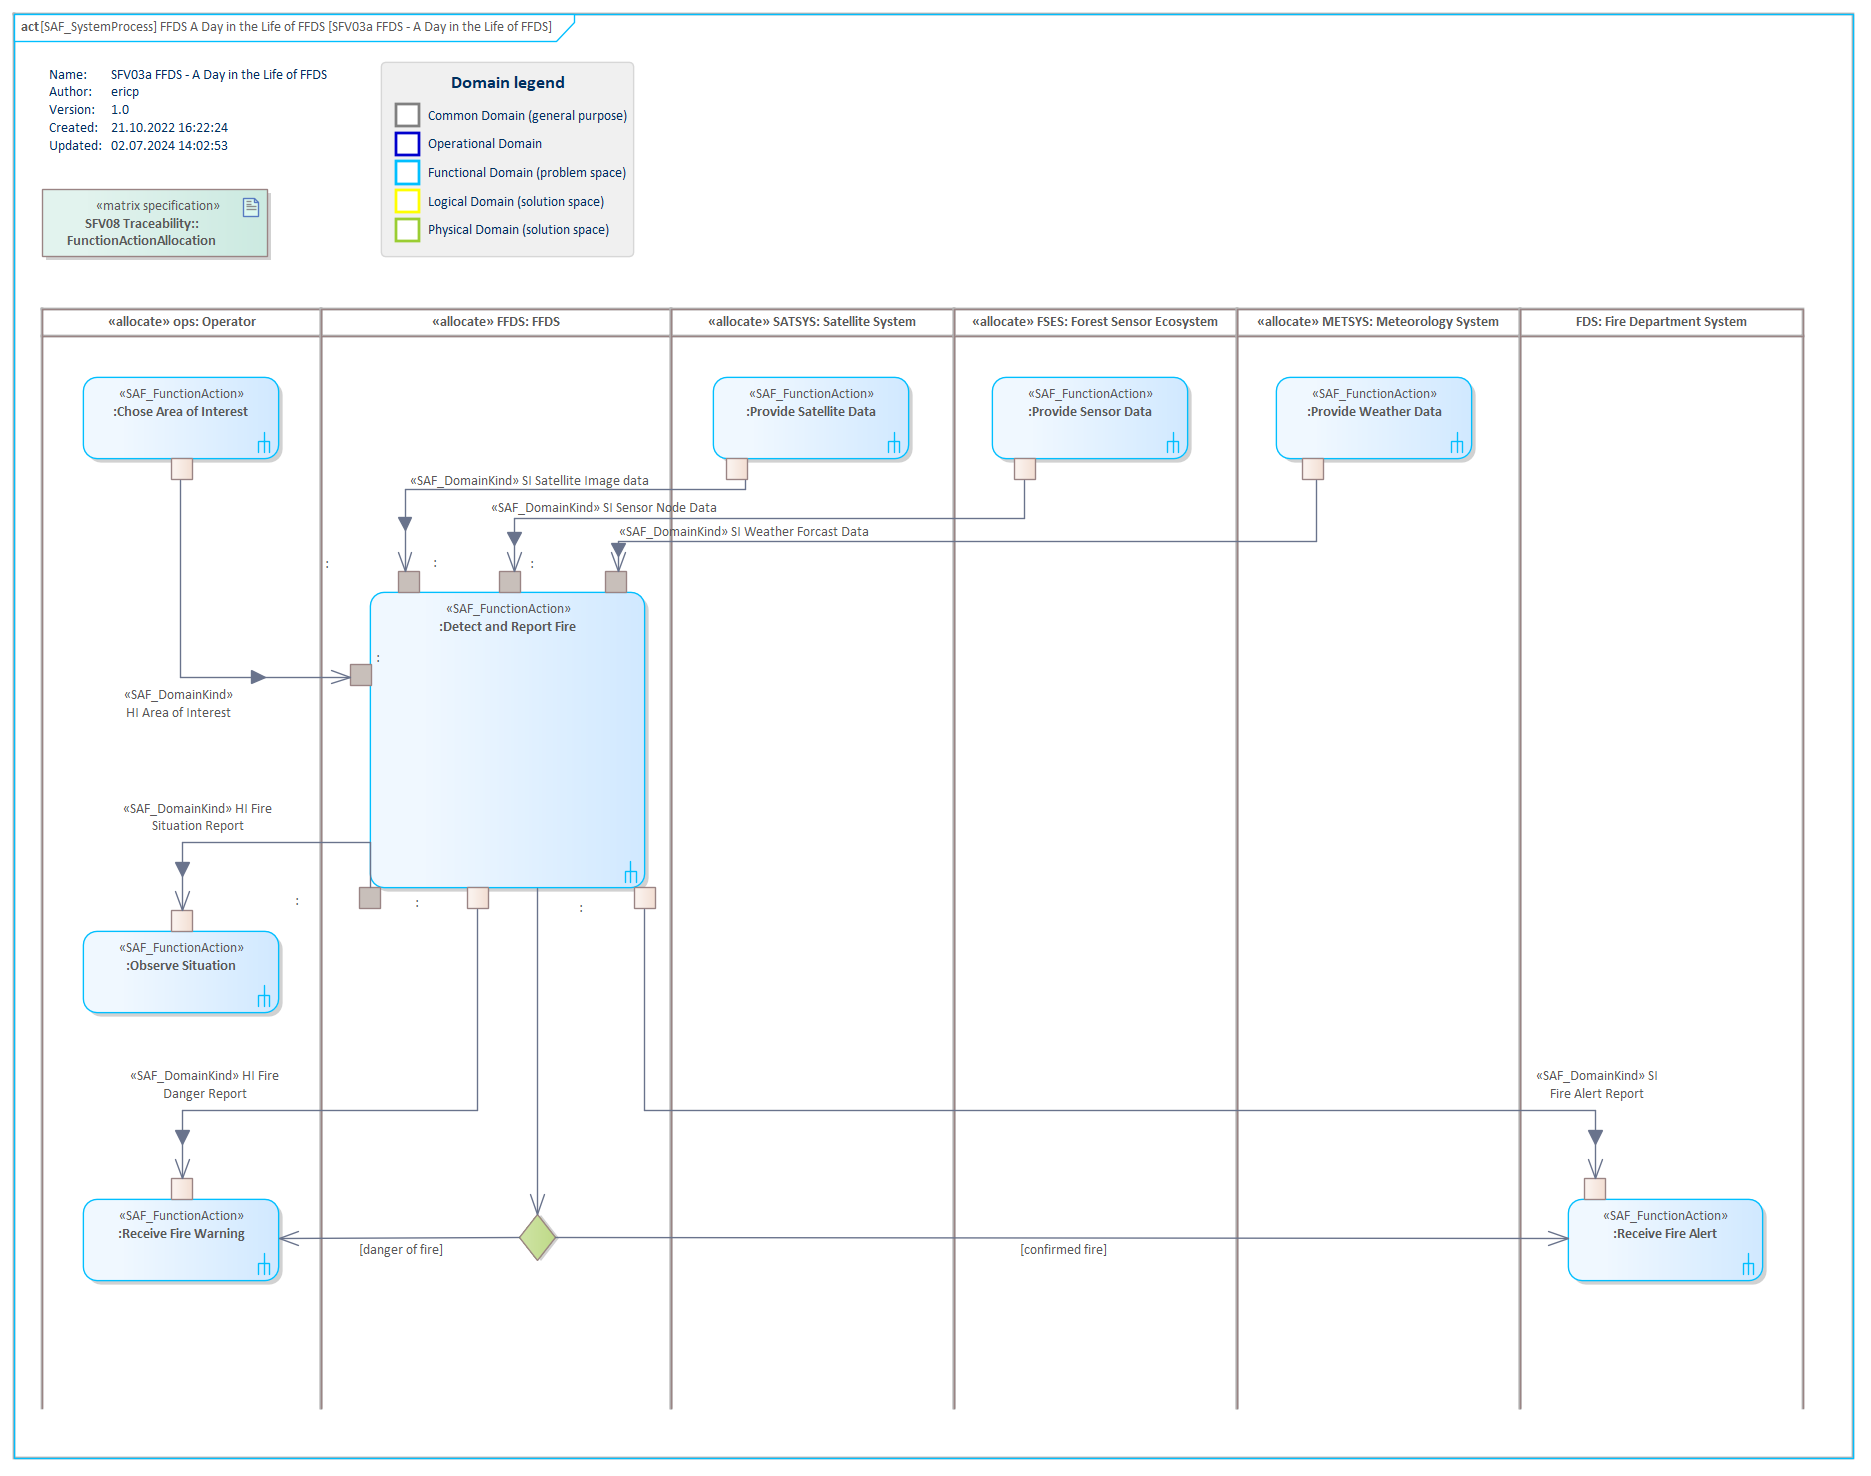 act[SAF_SystemProcess] FFDS A Day in the Life of FFDS [SFV03a FFDS - A Day in the Life of FFDS]
Name: SFV03a FFDS - A Day in the Life of FFDS
Author: ericp
Version: 1.0
Created: 21.10.2022 16:22:24
Updated: 02.07.2024 14:02:53
«matrix specification»
SFV08 Traceability::
FunctionActionAllocation
Domain legend
Common Domain (general purpose)
Operational Domain
Functional Domain (problem space)
Logical Domain (solution space)
Physical Domain (solution space)
«allocate» ops: Operator
«allocate» FFDS: FFDS
«allocate» SATSYS: Satellite System
«allocate» FSES: Forest Sensor Ecosystem
«allocate» METSYS: Meteorology System
FDS: Fire Department System
«SAF_FunctionAction»
:Chose Area of Interest
«SAF_FunctionAction»
:Provide Satellite Data
«SAF_FunctionAction»
:Provide Sensor Data
«SAF_FunctionAction»
:Provide Weather Data
«SAF_DomainKind» SI Satellite Image data
«SAF_DomainKind» SI Sensor Node Data
«SAF_DomainKind» SI Weather Forcast Data
:
:
:
«SAF_FunctionAction»
:Detect and Report Fire
:
«SAF_DomainKind»
HI Area of Interest
«SAF_DomainKind» HI Fire
Situation Report
:
:
:
«SAF_FunctionAction»
:Observe Situation
«SAF_DomainKind» HI Fire
Danger Report
«SAF_DomainKind» SI
Fire Alert Report
«SAF_FunctionAction»
:Receive Fire Warning
[danger of fire]
[confirmed fire]
«SAF_FunctionAction»
:Receive Fire Alert